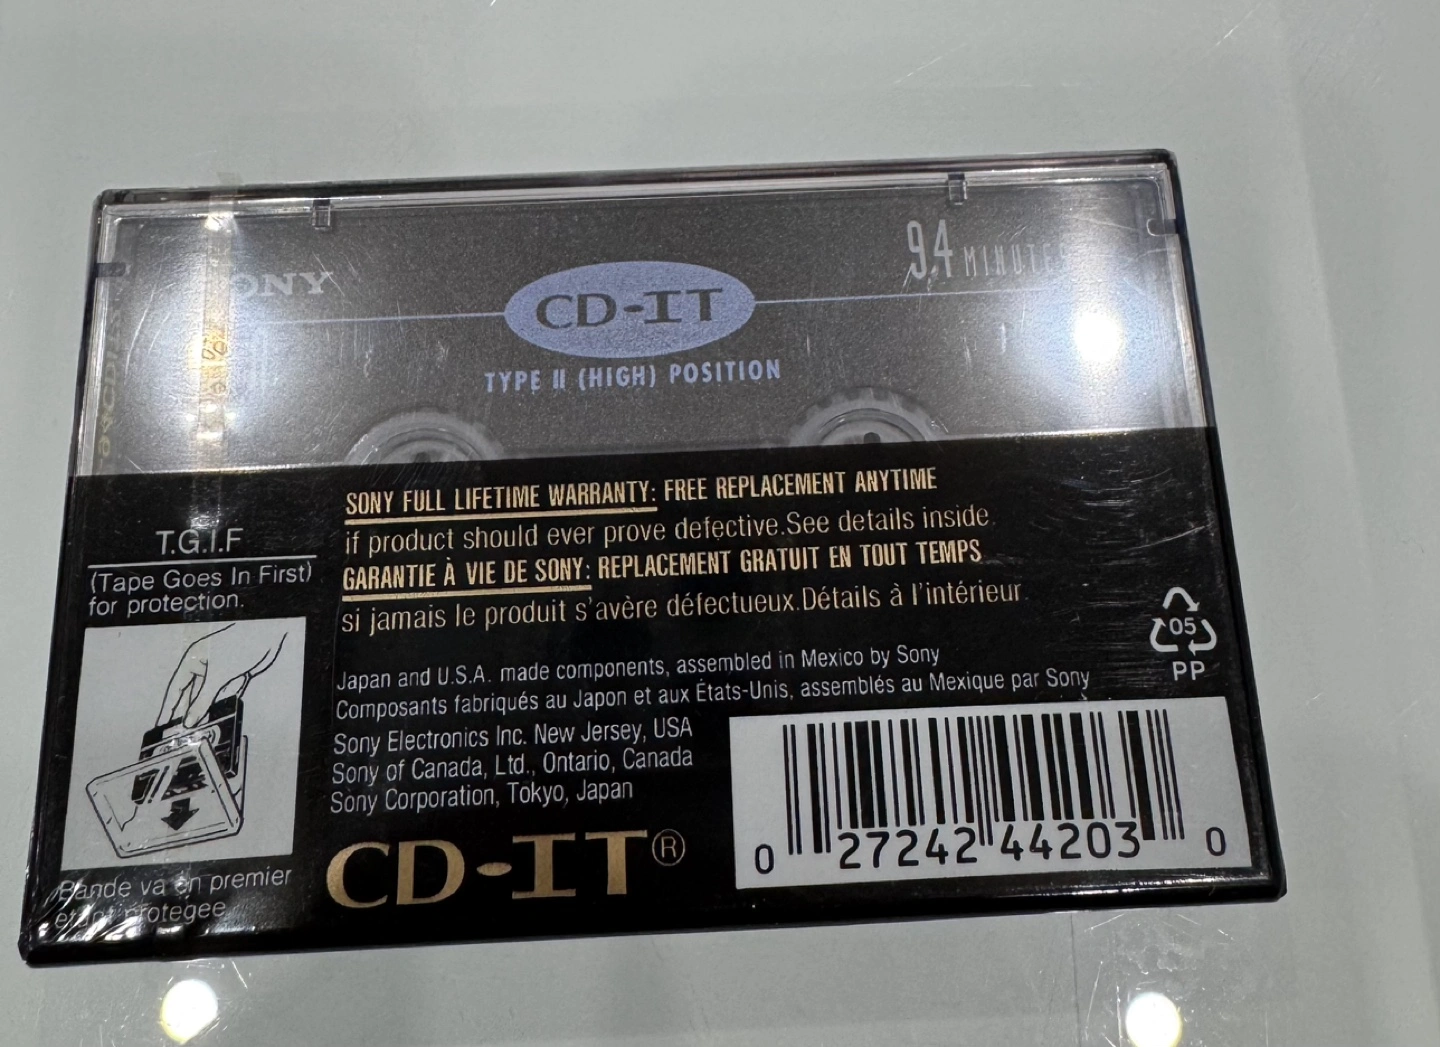 ONY
CD-IT
94 MINUTES
TYPE II (HIGH) POSITION
SONY FULL LIFETIME WARRANTY: FREE REPLACEMENT ANYTIME
if product should ever prove defective.See details inside.
GARANTIE À VIE DE SONY: REPLACEMENT GRATUIT EN TOUT TEMPS
si jamais le produit s'avère défectueux.Détails à l'intérieur.
T.G.I.F
(Tape Goes In First)
for protection.
Bande va en premier
etant protegee
Japan and U.S.A. made components, assembled in Mexico by Sony
Composants fabriqués au Japon et aux États-Unis, assemblés au Mexique par Sony
Sony Electronics Inc. New Jersey, USA
Sony of Canada, Ltd., Ontario, Canada
Sony Corporation, Tokyo, Japan
CD-IT®
05
PP
0 27242 44203 0